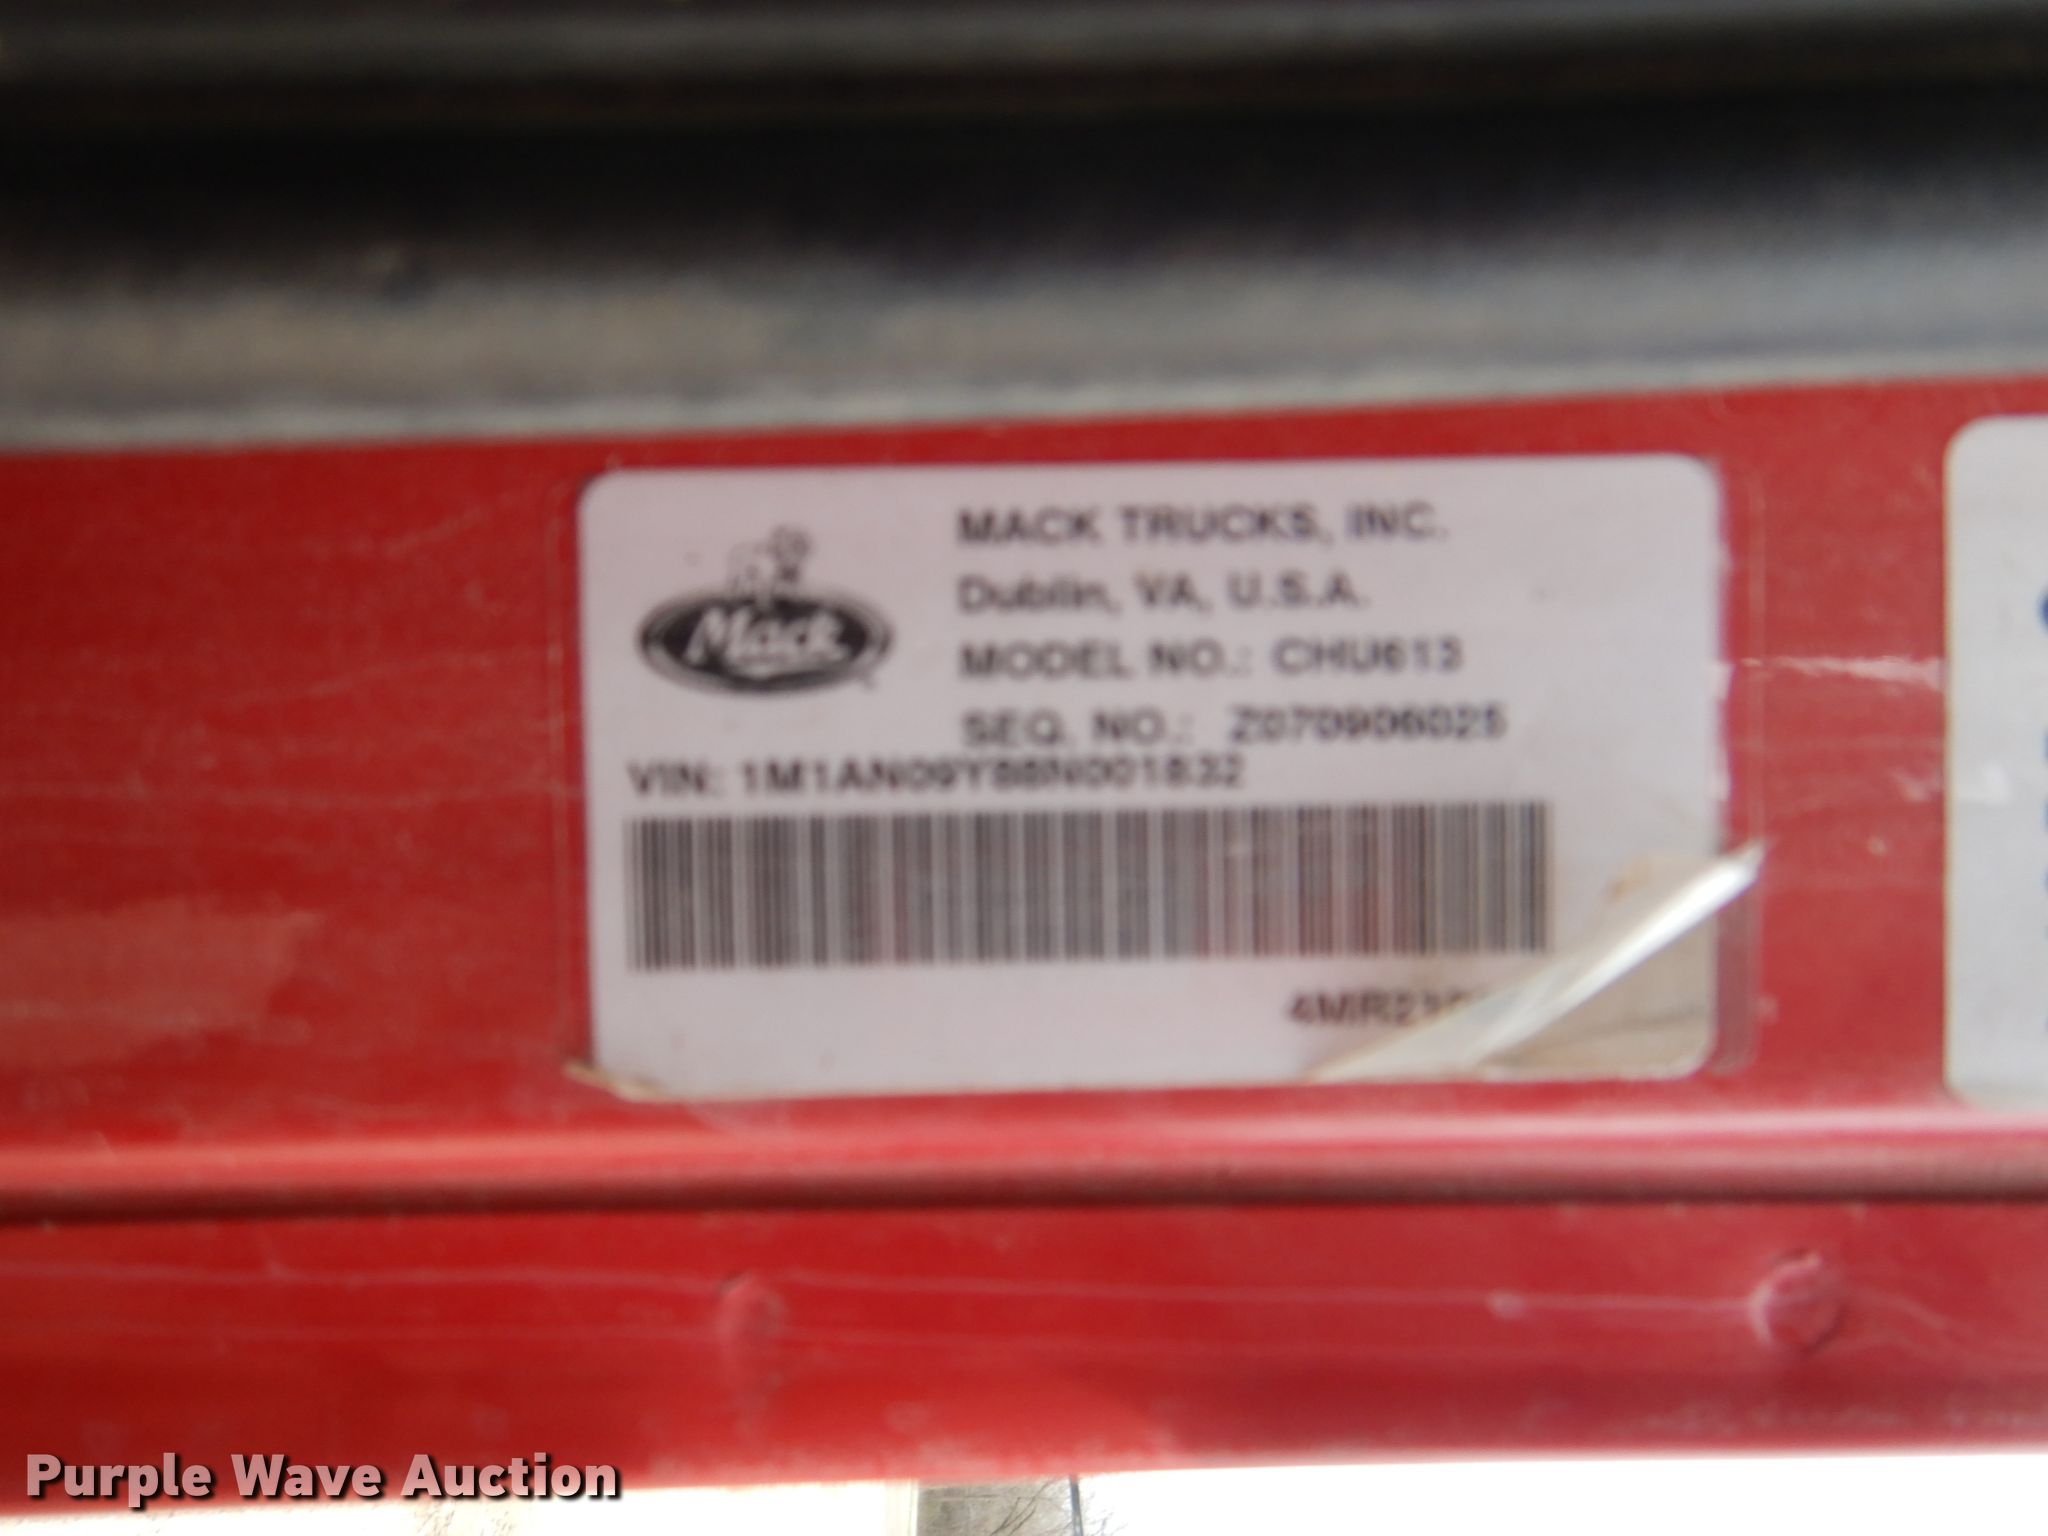 Mack
MACK TRUCKS, INC.
Dublin, VA, U.S.A.
MODEL NO.: CHU613
SEQ. NO.: Z070906025
VIN: 1M1AN09Y88N001832
Purple Wave Auction